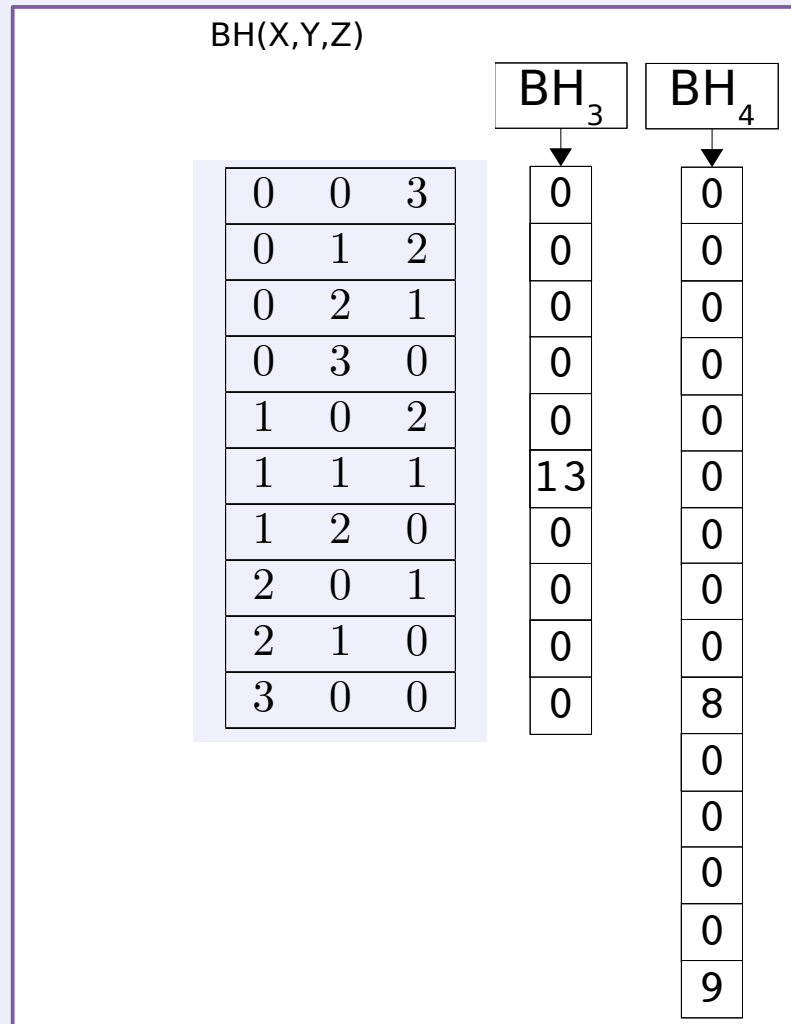 BH(X,Y,Z)
BH3 BH4
0 0 3 0 0
0 1 2 0 0
0 2 1 0 0
0 3 0 0 0
1 0 2 0 0
1 1 1 13 0
1 2 0 0 0
2 0 1 0 0
2 1 0 0 0
3 0 0 0 8
0
0
0
0
9